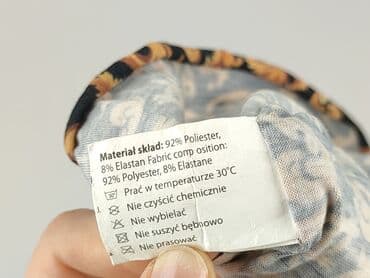 Materiał skład: 92% Poliester,
8% Elastan Fabric comp osition:
92% Polyester, 8% Elastane
Prać w temperaturze 30°C
Nie czyścić chemicznie
Nie wybielać
Nie suszyć bębnowo
Nie prasować